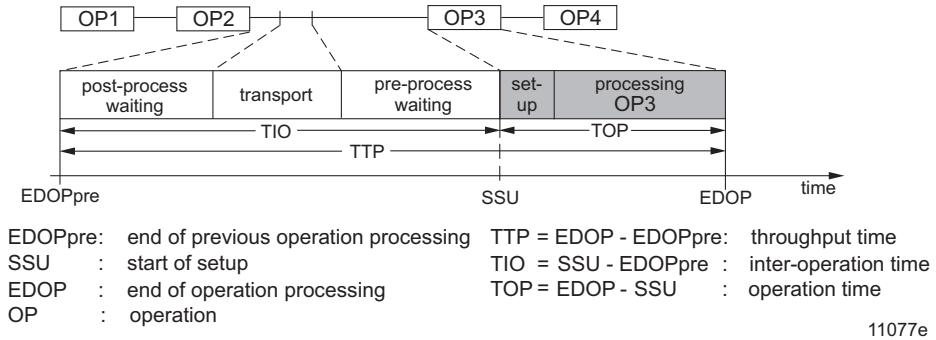 OP1 OP2 OP3 OP4
post-process waiting
transport
pre-process waiting
set-up
processing OP3
TIO TOP
TTP
EDOPpre SSU EDOP time
EDOPpre: end of previous operation processing
SSU : start of setup
EDOP : end of operation processing
OP : operation
TTP = EDOP - EDOPpre: throughput time
TIO = SSU - EDOPpre : inter-operation time
TOP = EDOP - SSU : operation time
11077e